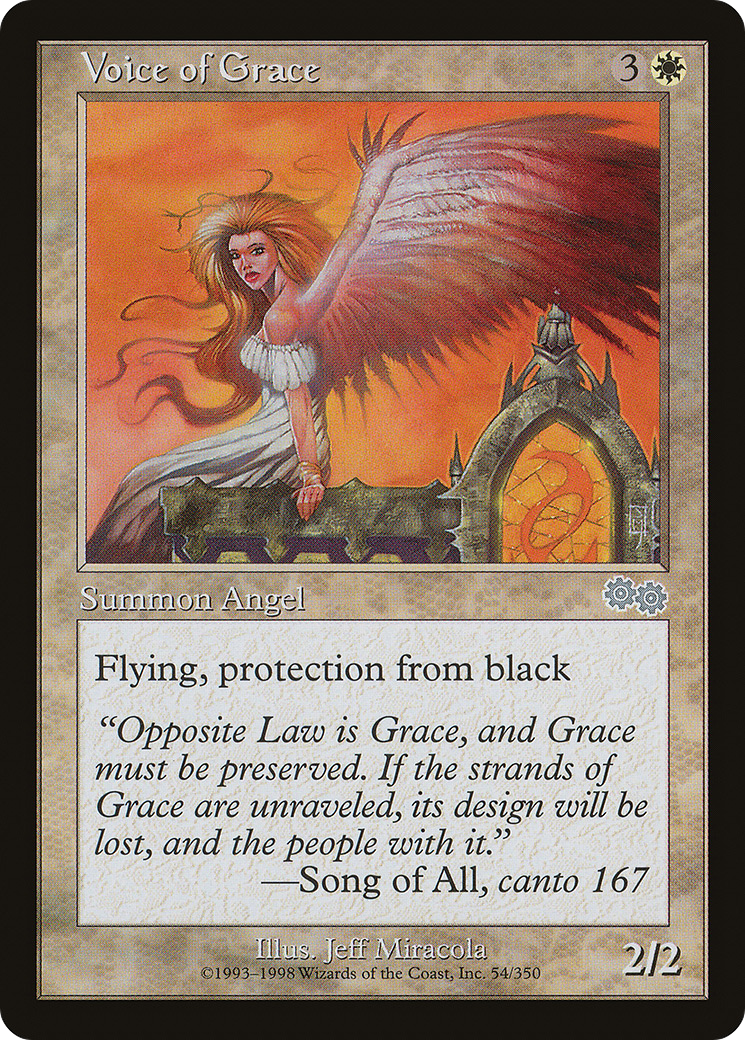 Voice of Grace 3
Summon Angel
Flying, protection from black
“Opposite Law is Grace, and Grace
must be preserved. If the strands of
Grace are unraveled, its design will be
lost, and the people with it.”
—Song of All, canto 167
Illus. Jeff Miracola
©1993–1998 Wizards of the Coast, Inc. 54/350
2/2